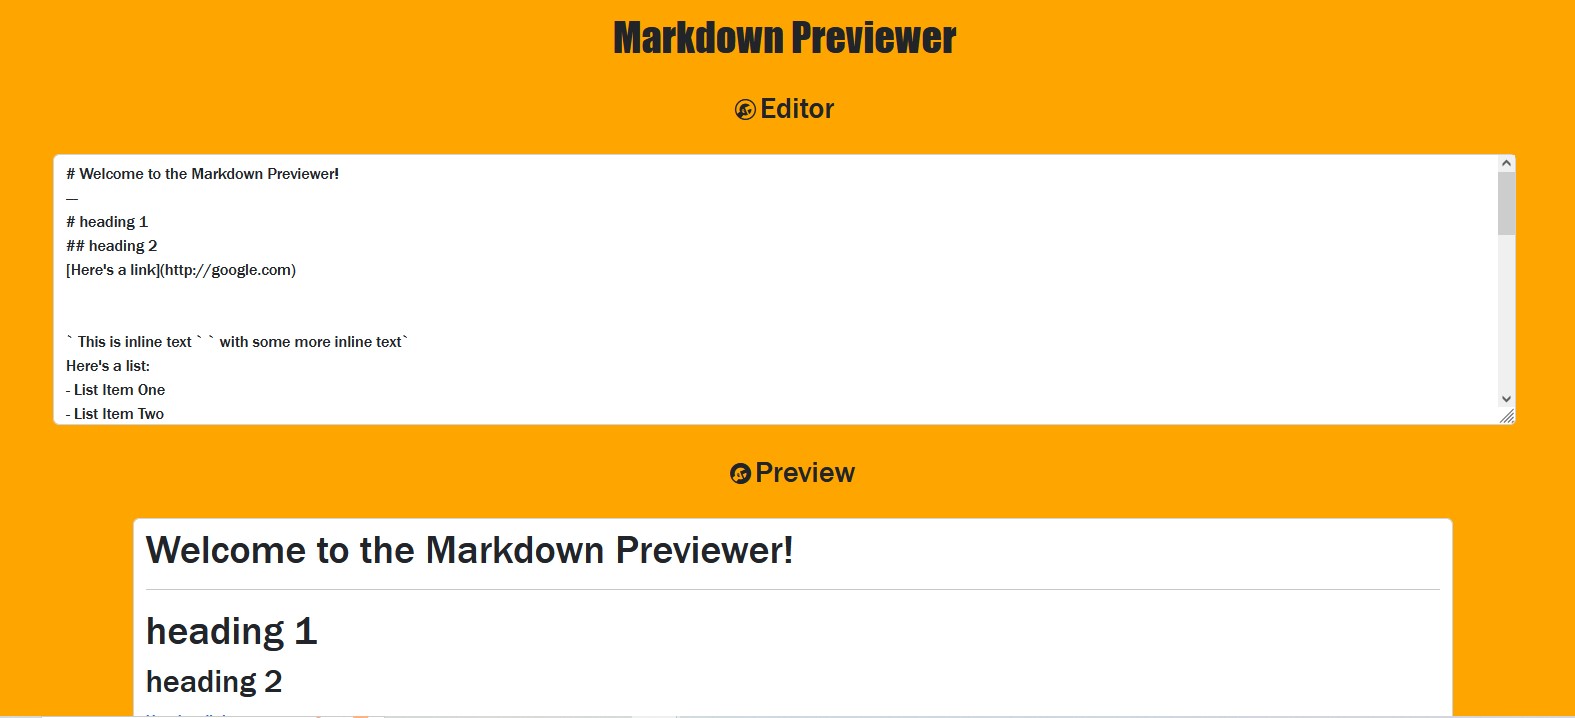 Markdown Previewer
Editor
# Welcome to the Markdown Previewer!
---
# heading 1
## heading 2
[Here's a link](http://google.com)
` This is inline text ` ` with some more inline text`
Here's a list:
- List Item One
- List Item Two
Preview
Welcome to the Markdown Previewer!
heading 1
heading 2